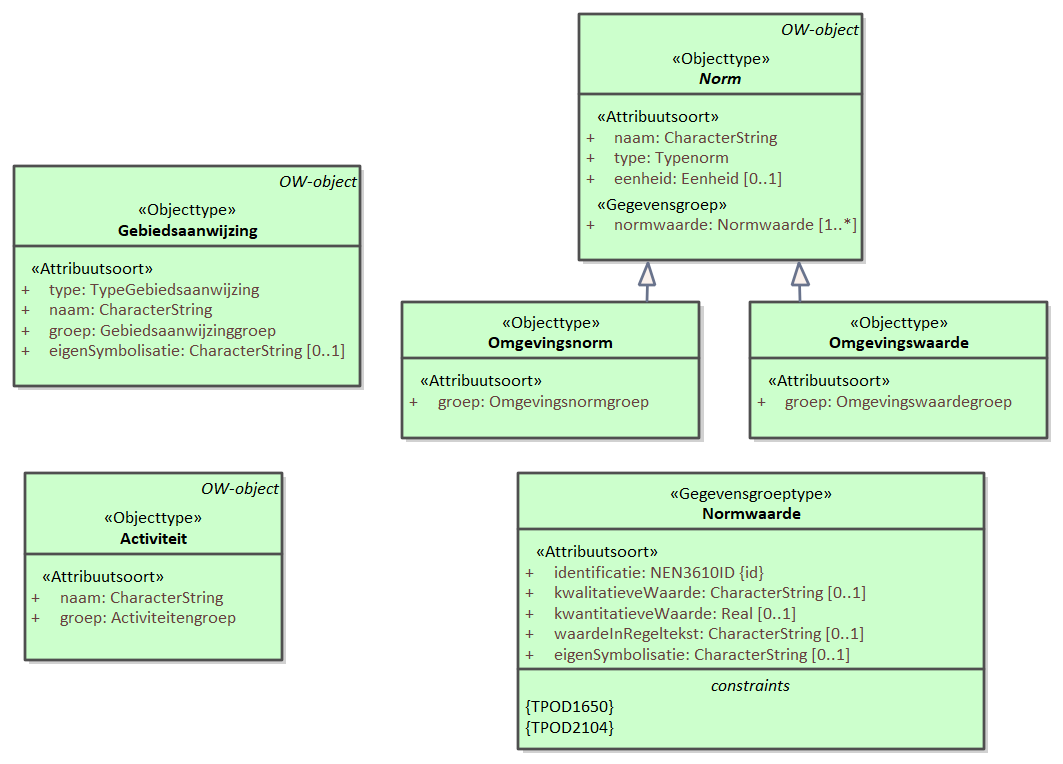 OW-object
«Objecttype»
Norm
«Attribuutsoort»
+ naam: CharacterString
+ type: Typenorm
+ eenheid: Eenheid [0..1]
«Gegevensgroep»
+ normwaarde: Normwaarde [1..*]
OW-object
«Objecttype»
Gebiedsaanwijzing
«Attribuutsoort»
+ type: TypeGebiedsaanwijzing
+ naam: CharacterString
+ groep: Gebiedsaanwijzinggroep
+ eigenSymbolisatie: CharacterString [0..1]
«Objecttype»
Omgevingsnorm
«Attribuutsoort»
+ groep: Omgevingsnormgroep
«Objecttype»
Omgevingswaarde
«Attribuutsoort»
+ groep: Omgevingswaardegroep
OW-object
«Objecttype»
Activiteit
«Attribuutsoort»
+ naam: CharacterString
+ groep: Activiteitengroep
«Gegevensgroeptype»
Normwaarde
«Attribuutsoort»
+ identificatie: NEN3610ID {id}
+ kwalitatieveWaarde: CharacterString [0..1]
+ kwantitatieveWaarde: Real [0..1]
+ waardeInRegeltekst: CharacterString [0..1]
+ eigenSymbolisatie: CharacterString [0..1]
constraints
{TPOD1650}
{TPOD2104}